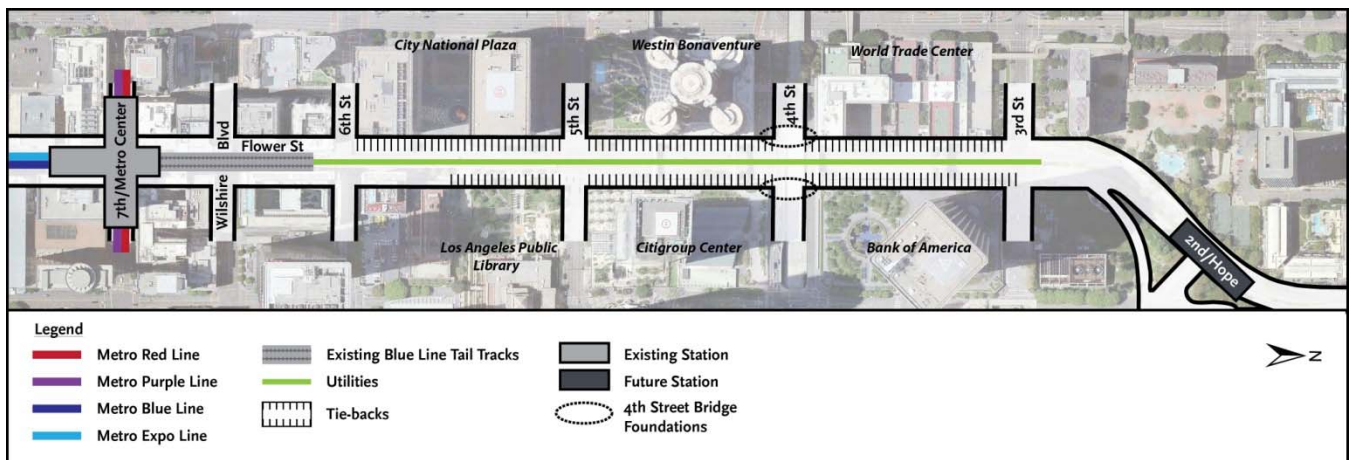 City National Plaza
Westin Bonaventure
World Trade Center
7th/Metro Center
Blvd
Wilshire
Flower St
6th St
5th St
4th St
3rd St
Los Angeles Public
Library
Citigroup Center
Bank of America
2nd/Hope
Legend
Metro Red Line
Metro Purple Line
Metro Blue Line
Metro Expo Line
Existing Blue Line Tail Tracks
Utilities
Tie-backs
Existing Station
Future Station
4th Street Bridge
Foundations
N